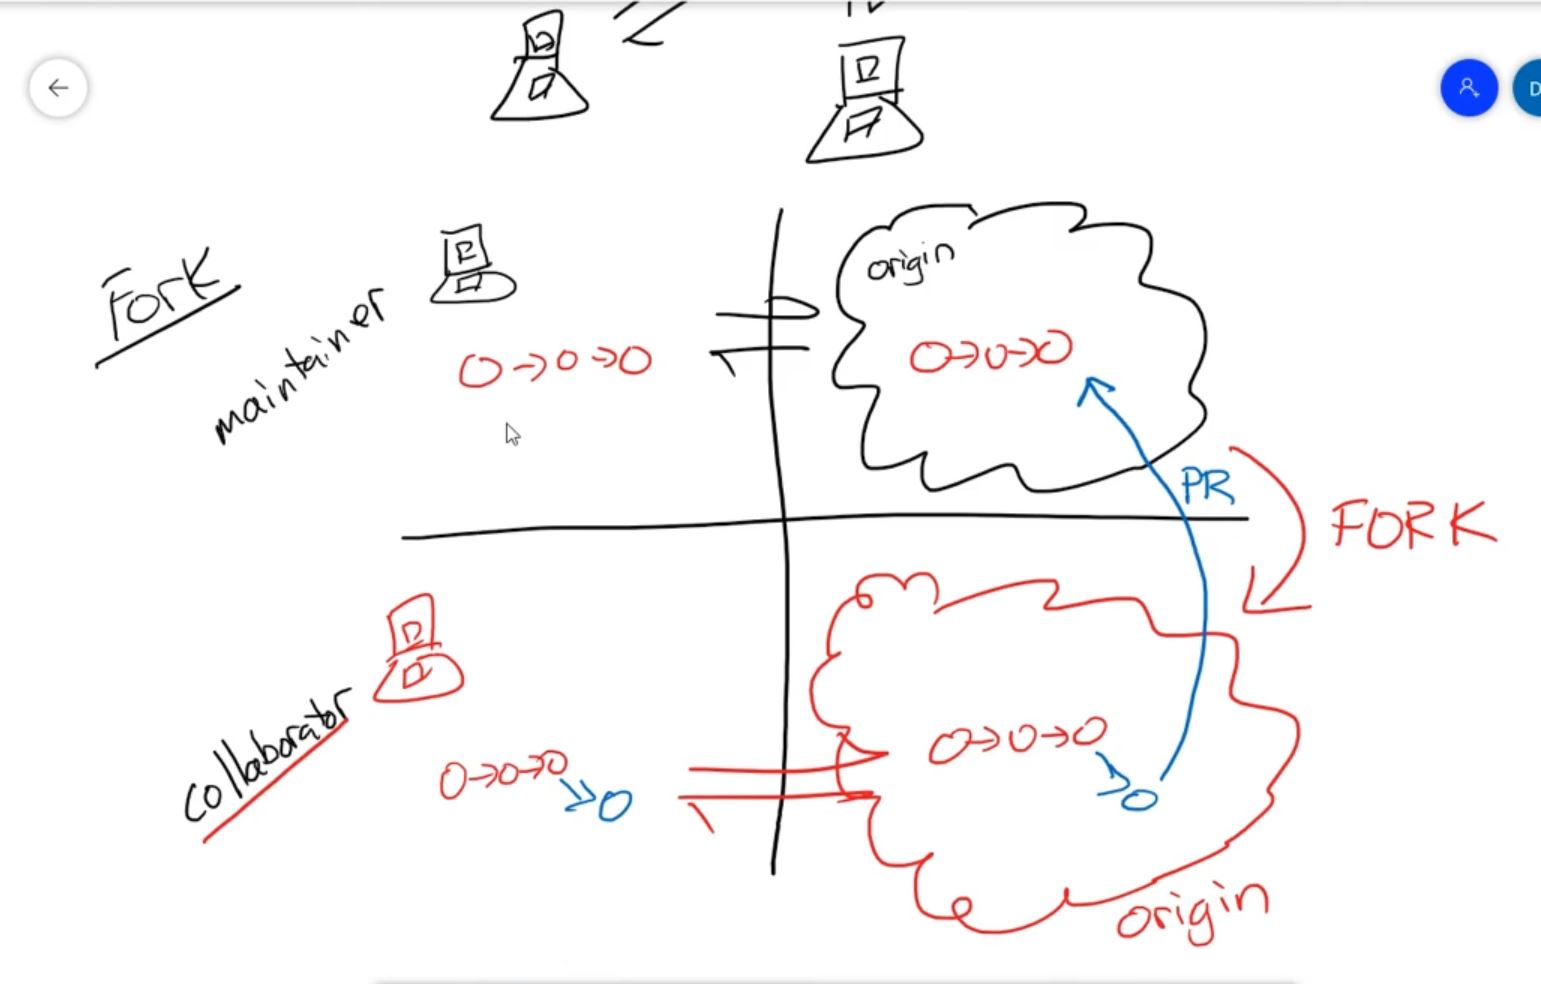 Fork
maintainer
origin
PR
FORK
collaborator
origin
D